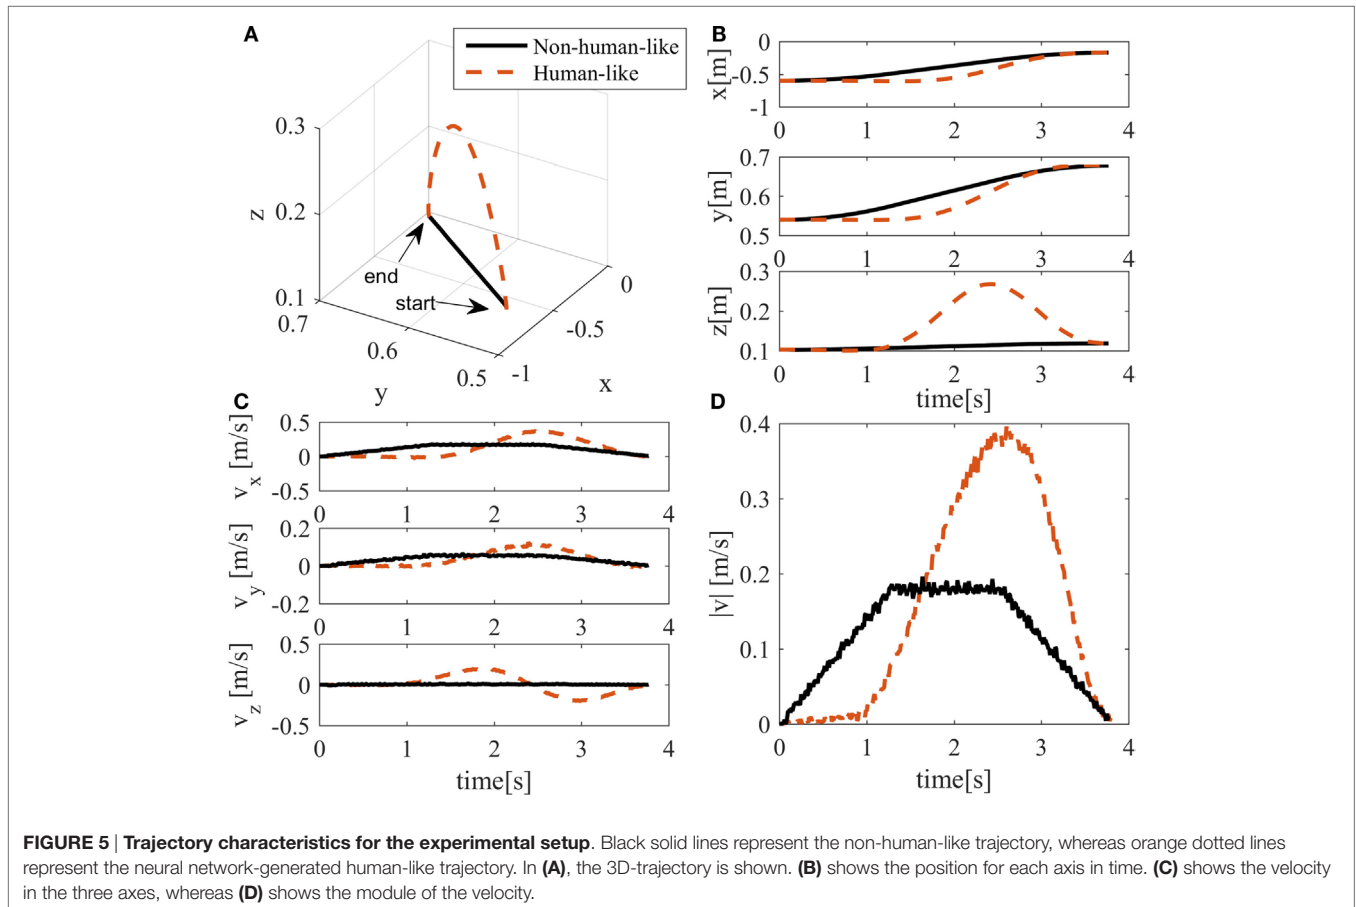 A
Non-human-like
Human-like
0.3
0.2
0.1
z
end
start
0.7
0.6
0.5
y
-1
-0.5
0
x
B
0
-0.5
-1
x[m]
0 1 2 3 4
0.7
0.6
0.5
y[m]
0 1 2 3 4
0.3
0.2
0.1
z[m]
0 1 2 3 4
time[s]
C
0.5
0
-0.5
v_x [m/s]
0 1 2 3 4
0.2
0
-0.2
v_y [m/s]
0 1 2 3 4
0.5
0
-0.5
v_z [m/s]
0 1 2 3 4
time[s]
D
0.4
0.3
0.2
0.1
0
|v| [m/s]
0 1 2 3 4
time[s]
FIGURE 5 | Trajectory characteristics for the experimental setup. Black solid lines represent the non-human-like trajectory, whereas orange dotted lines
represent the neural network-generated human-like trajectory. In (A), the 3D-trajectory is shown. (B) shows the position for each axis in time. (C) shows the velocity
in the three axes, whereas (D) shows the module of the velocity.